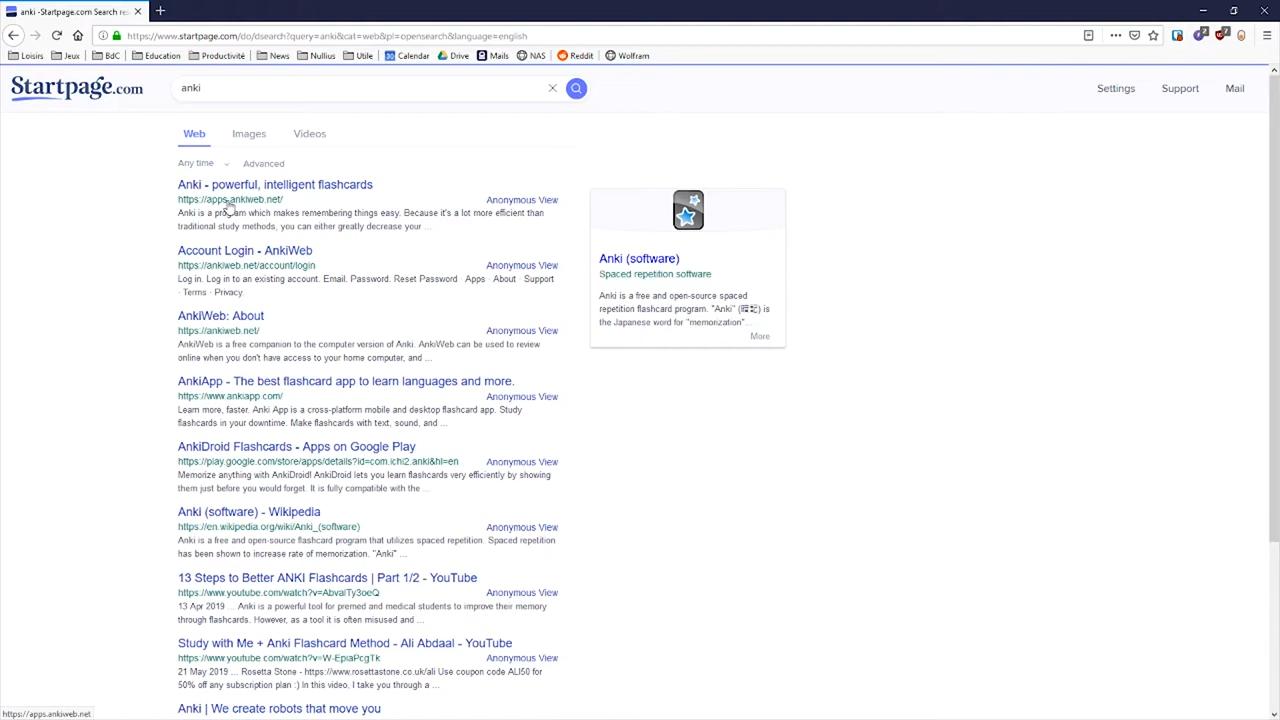 anki -Startpage.com Search re
https://www.startpage.com/do/dsearch?query=anki&cat=web&pl=opensearch&language=english
Loisirs Jeux BdC Education Productivité News Nullius Utile Calendar Drive Mails NAS Reddit Wolfram
Startpage.com
anki
Settings Support Mail
Web Images Videos
Any time Advanced
Anki - powerful, intelligent flashcards
https://apps.ankiweb.net/ Anonymous View
Anki is a program which makes remembering things easy. Because it's a lot more efficient than
traditional study methods, you can either greatly decrease your ...
Account Login - AnkiWeb
https://ankiweb.net/account/login Anonymous View
Log in. Log in to an existing account. Email. Password. Reset Password · Apps · About · Support
· Terms · Privacy.
AnkiWeb: About
https://ankiweb.net/ Anonymous View
AnkiWeb is a free companion to the computer version of Anki. AnkiWeb can be used to review
online when you don't have access to your home computer, and ...
AnkiApp - The best flashcard app to learn languages and more.
https://www.ankiapp.com/ Anonymous View
Learn more, faster. Anki App is a cross-platform mobile and desktop flashcard app. Study
flashcards in your downtime. Make flashcards with text, sound, and ...
AnkiDroid Flashcards - Apps on Google Play
https://play.google.com/store/apps/details?id=com.ichi2.anki&hl=en Anonymous View
Memorize anything with AnkiDroid! AnkiDroid lets you learn flashcards very efficiently by showing
them just before you would forget. It is fully compatible with the ...
Anki (software) - Wikipedia
https://en.wikipedia.org/wiki/Anki_(software) Anonymous View
Anki is a free and open-source flashcard program that utilizes spaced repetition. Spaced repetition
has been shown to increase rate of memorization. "Anki" ...
13 Steps to Better ANKI Flashcards | Part 1/2 - YouTube
https://www.youtube.com/watch?v=AbvalTy3oeQ Anonymous View
13 Apr 2019 ... Anki is a powerful tool for premed and medical students to improve their memory
through flashcards. However, as a tool it is often misused and ...
Study with Me + Anki Flashcard Method - Ali Abdaal - YouTube
https://www.youtube.com/watch?v=W-EpiaPcgTk Anonymous View
21 May 2019 ... Rosetta Stone - https://www.rosettastone.co.uk/ali Use coupon code ALI50 for
50% off any subscription plan :) In this video, I take you through a ...
Anki | We create robots that move you
Anki (software)
Spaced repetition software
Anki is a free and open-source spaced
repetition flashcard program. "Anki" () is
the Japanese word for "memorization"...
More
https://apps.ankiweb.net